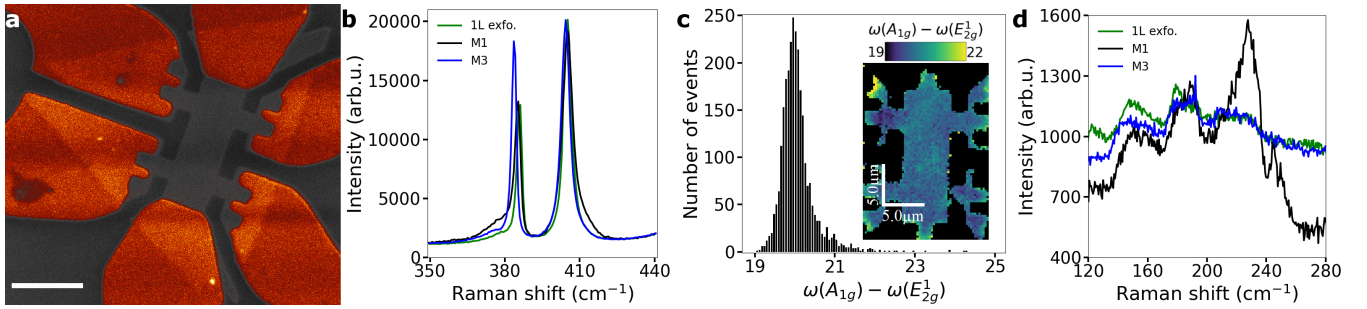 a
b
20000
15000
10000
5000
0
350
380
410
440
Intensity (arb.u.)
Raman shift (cm⁻¹)
1L exfo.
M1
M3
c
250
200
150
100
50
0
19
21
23
25
Number of events
ω(A₁g) − ω(E¹₂g)
ω(A₁g) − ω(E¹₂g)
19
22
5.0μm
5.0μm
d
1600
1300
1000
700
400
120
160
200
240
280
Intensity (arb.u.)
Raman shift (cm⁻¹)
1L exfo.
M1
M3